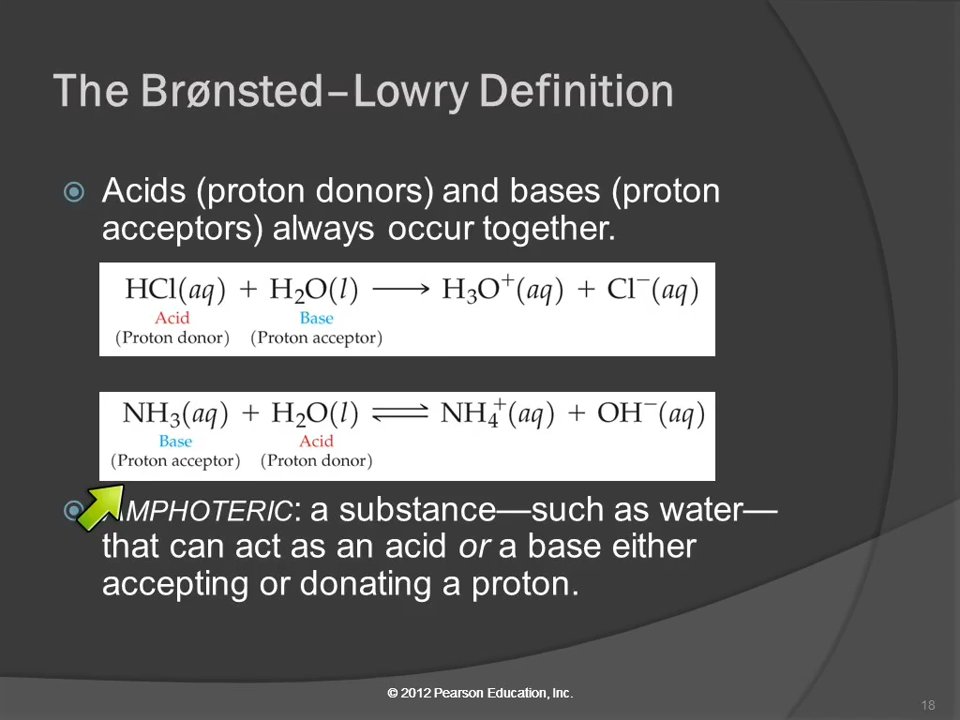 The Brønsted–Lowry Definition
Acids (proton donors) and bases (proton
acceptors) always occur together.
HCl(aq) + H₂O(l) ⟶ H₃O⁺(aq) + Cl⁻(aq)
Acid Base
(Proton donor) (Proton acceptor)
NH₃(aq) + H₂O(l) ⇌ NH₄⁺(aq) + OH⁻(aq)
Base Acid
(Proton acceptor) (Proton donor)
AMPHOTERIC: a substance—such as water—
that can act as an acid or a base either
accepting or donating a proton.
© 2012 Pearson Education, Inc.
18